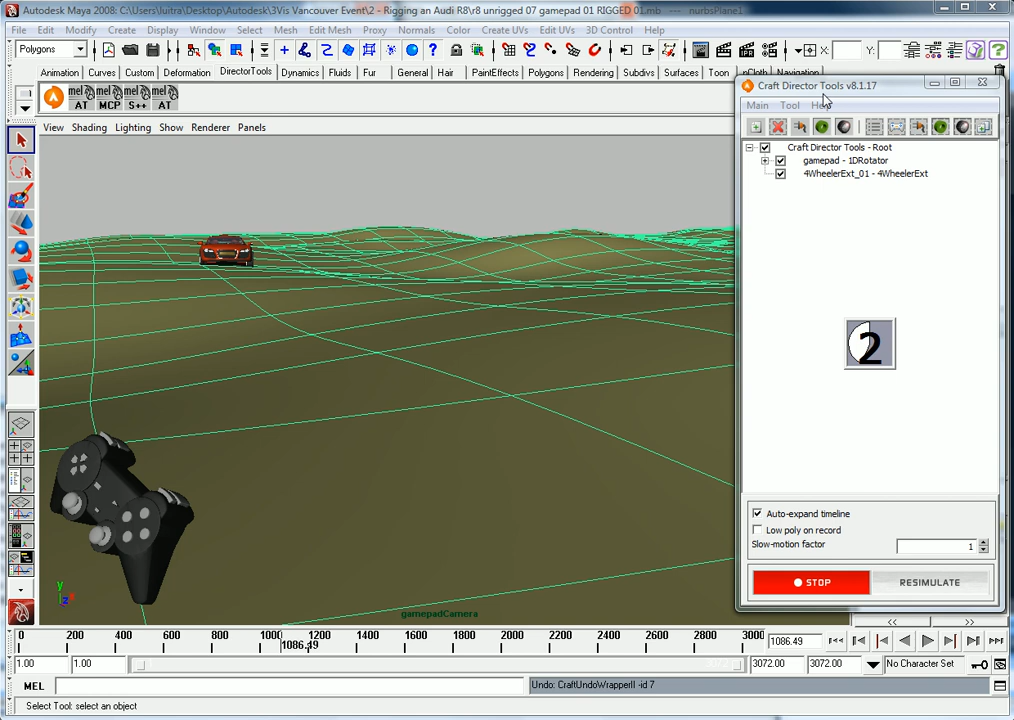 Autodesk Maya 2008: C:\Users\luitra\Desktop\Autodesk\3Vis Vancouver Event\2 - Rigging an Audi R8\r8 unrigged 07 gamepad 01 RIGGED 01.mb --- nurbsPlane1
File Edit Modify Create Display Window Select Mesh Edit Mesh Proxy Normals Color Create UVs Edit UVs 3D Control Help
Polygons X: Y:
Animation Curves Custom Deformation DirectorTools Dynamics Fluids Fur General Hair PaintEffects Polygons Rendering Subdivs Surfaces Toon nCloth Navigation
mel mel mel mel
AT MCP S++ AT
View Shading Lighting Show Renderer Panels
Craft Director Tools v8.1.17
Main Tool Help
Craft Director Tools - Root
gamepad - 1DRotator
4WheelerExt_01 - 4WheelerExt
2
Auto-expand timeline
Low poly on record
Slow-motion factor 1
STOP RESIMULATE
y
z x
gamepadCamera
<< >>
0 200 400 600 800 1000 1200 1400 1600 1800 2000 2200 2400 2600 2800 3000 1086.49
1086.49
1.00 1.00 3072.00 3072.00 No Character Set
MEL Undo: CraftUndoWrapperII -id 7
Select Tool: select an object